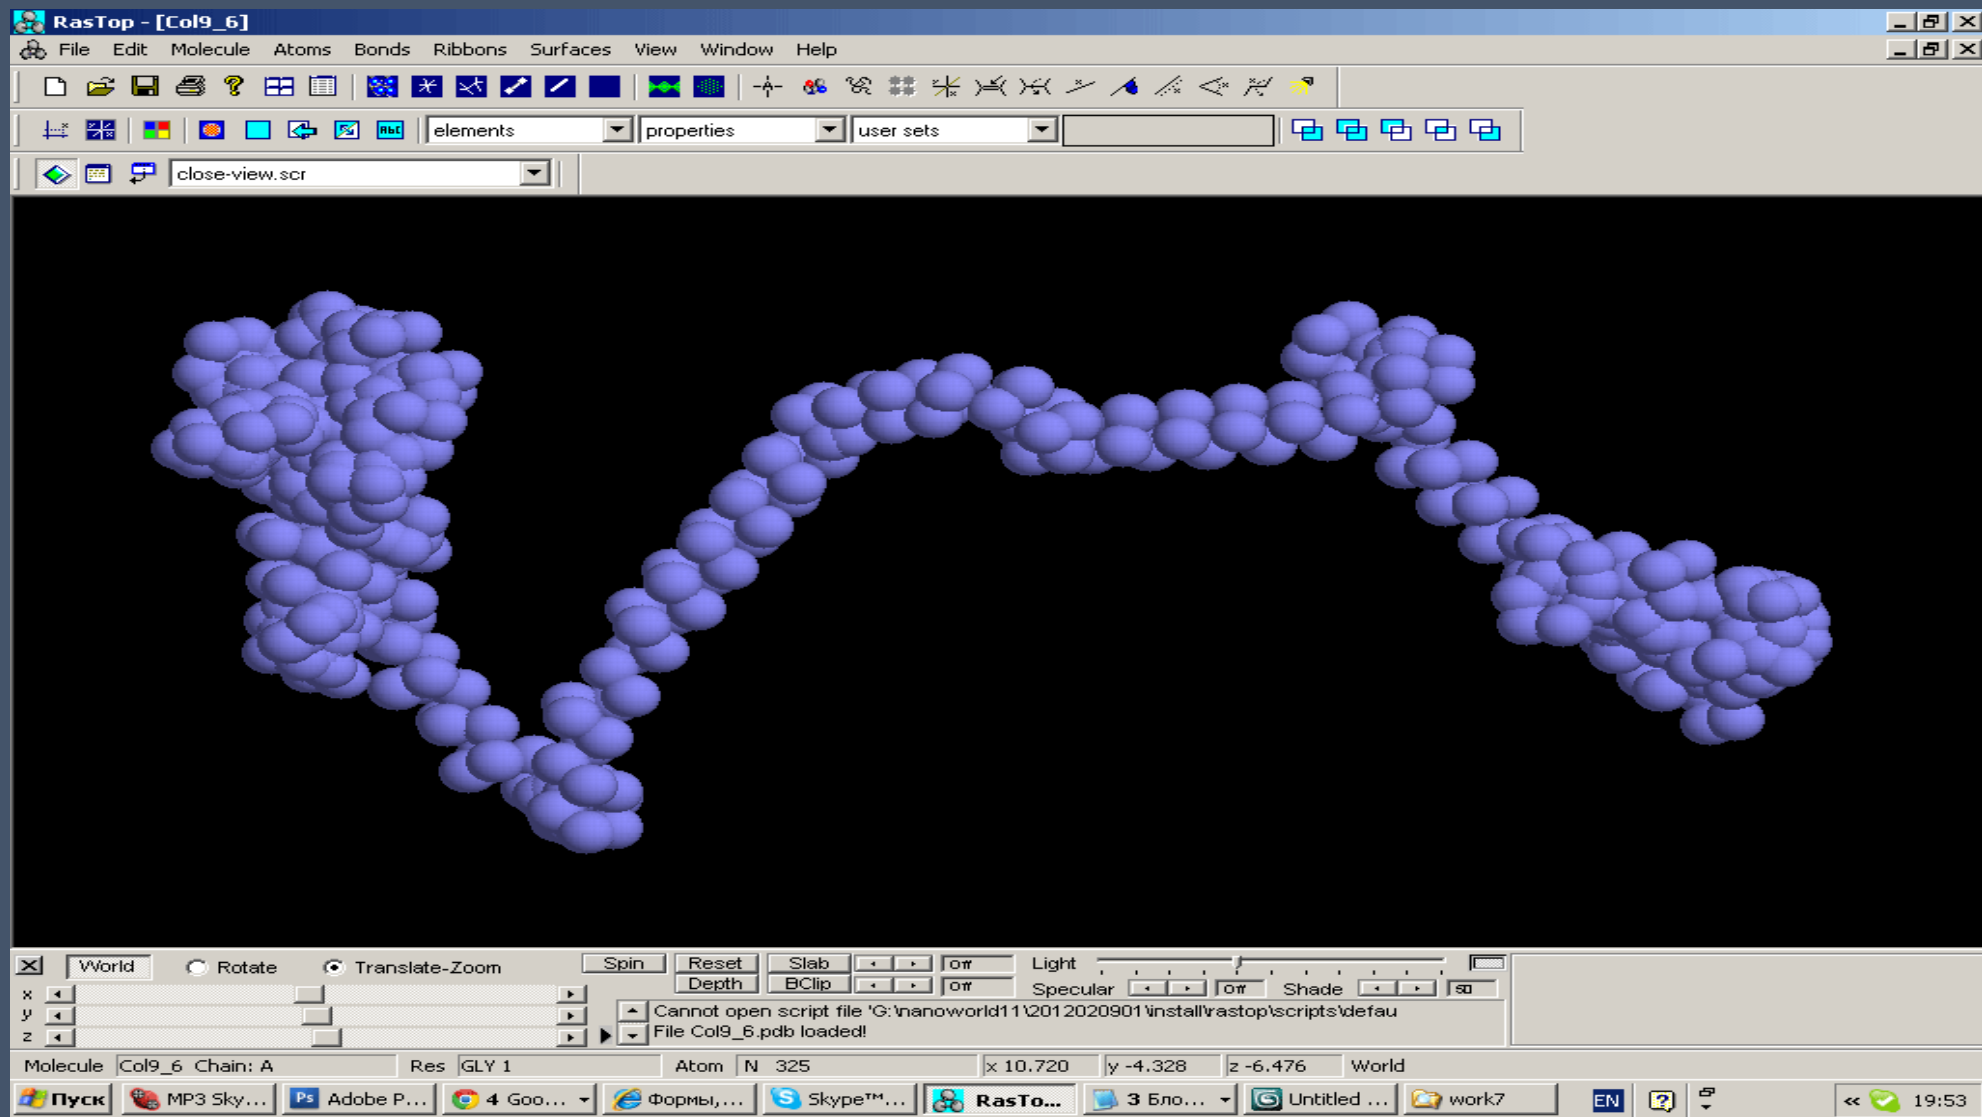 RasTop - [Col9_6]
File Edit Molecule Atoms Bonds Ribbons Surfaces View Window Help
Abc elements properties user sets
close-view.scr
World Rotate Translate-Zoom Spin Reset Slab Off Light
Depth BClip Off Specular Off Shade 50
x
y Cannot open script file 'G:\nanoworld11\2012020901\install\rastop\scripts\defau
z File Col9_6.pdb loaded!
Molecule Col9_6 Chain: A Res GLY 1 Atom N 325 x 10.720 y -4.328 z -6.476 World
Пуск MP3 Sky... Ps Adobe P... 4 Goo... Формы,... Skype™... RasTo... 3 Бло... Untitled ... work7 EN « 19:53